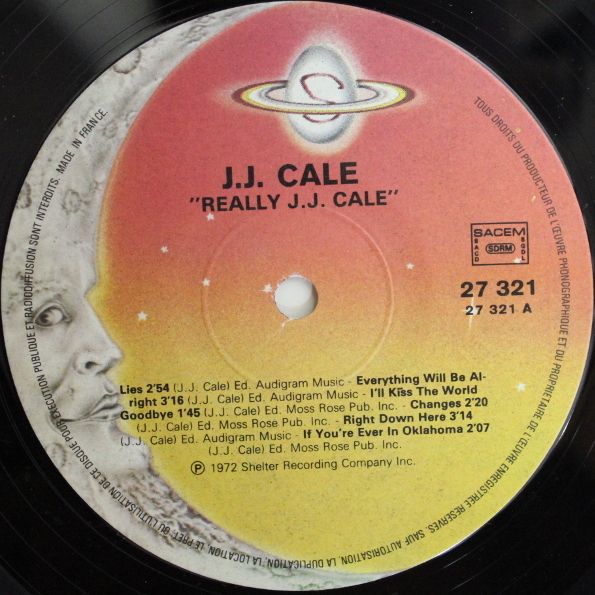 S
J.J. CALE
"REALLY J.J. CALE"
SACEM
SACD
SDRM
SGDL
27 321
27 321 A
Lies 2'54 (J.J. Cale) Ed. Audigram Music - Everything Will Be Al-
right 3'16 (J.J. Cale) Ed. Audigram Music - I'll Kiss The World
Goodbye 1'45 (J.J. Cale) Ed. Moss Rose Pub. Inc. - Changes 2'20
(J.J. Cale) Ed. Moss Rose Pub. Inc. - Right Down Here 3'14
(J.J. Cale) Ed. Audigram Music - If You're Ever In Oklahoma 2'07
(J.J. Cale) Ed. Moss Rose Pub. Inc.
℗ 1972 Shelter Recording Company Inc.
TOUS DROITS DU PRODUCTEUR DE L'ŒUVRE PHONOGRAPHIQUE ET DU PROPRIETAIRE DE L'ŒUVRE ENREGISTREE RESERVES. SAUF AUTORISATION, LA DUPLICATION, LA LOCATION, LE PRET, OU L'UTILISATION DE CE DISQUE POUR EXECUTION PUBLIQUE ET RADIODIFFUSION SONT INTERDITS. MADE IN FRANCE.